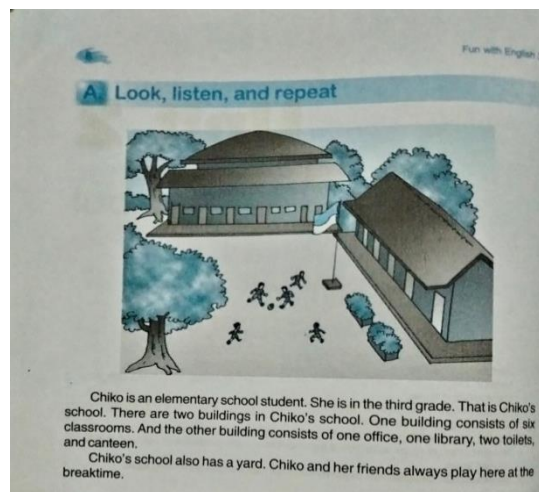 Fun with English
A. Look, listen, and repeat
Chiko is an elementary school student. She is in the third grade. That is Chiko's
school. There are two buildings in Chiko's school. One building consists of six
classrooms. And the other building consists of one office, one library, two toilets,
and canteen.
Chiko's school also has a yard. Chiko and her friends always play here at the
breaktime.